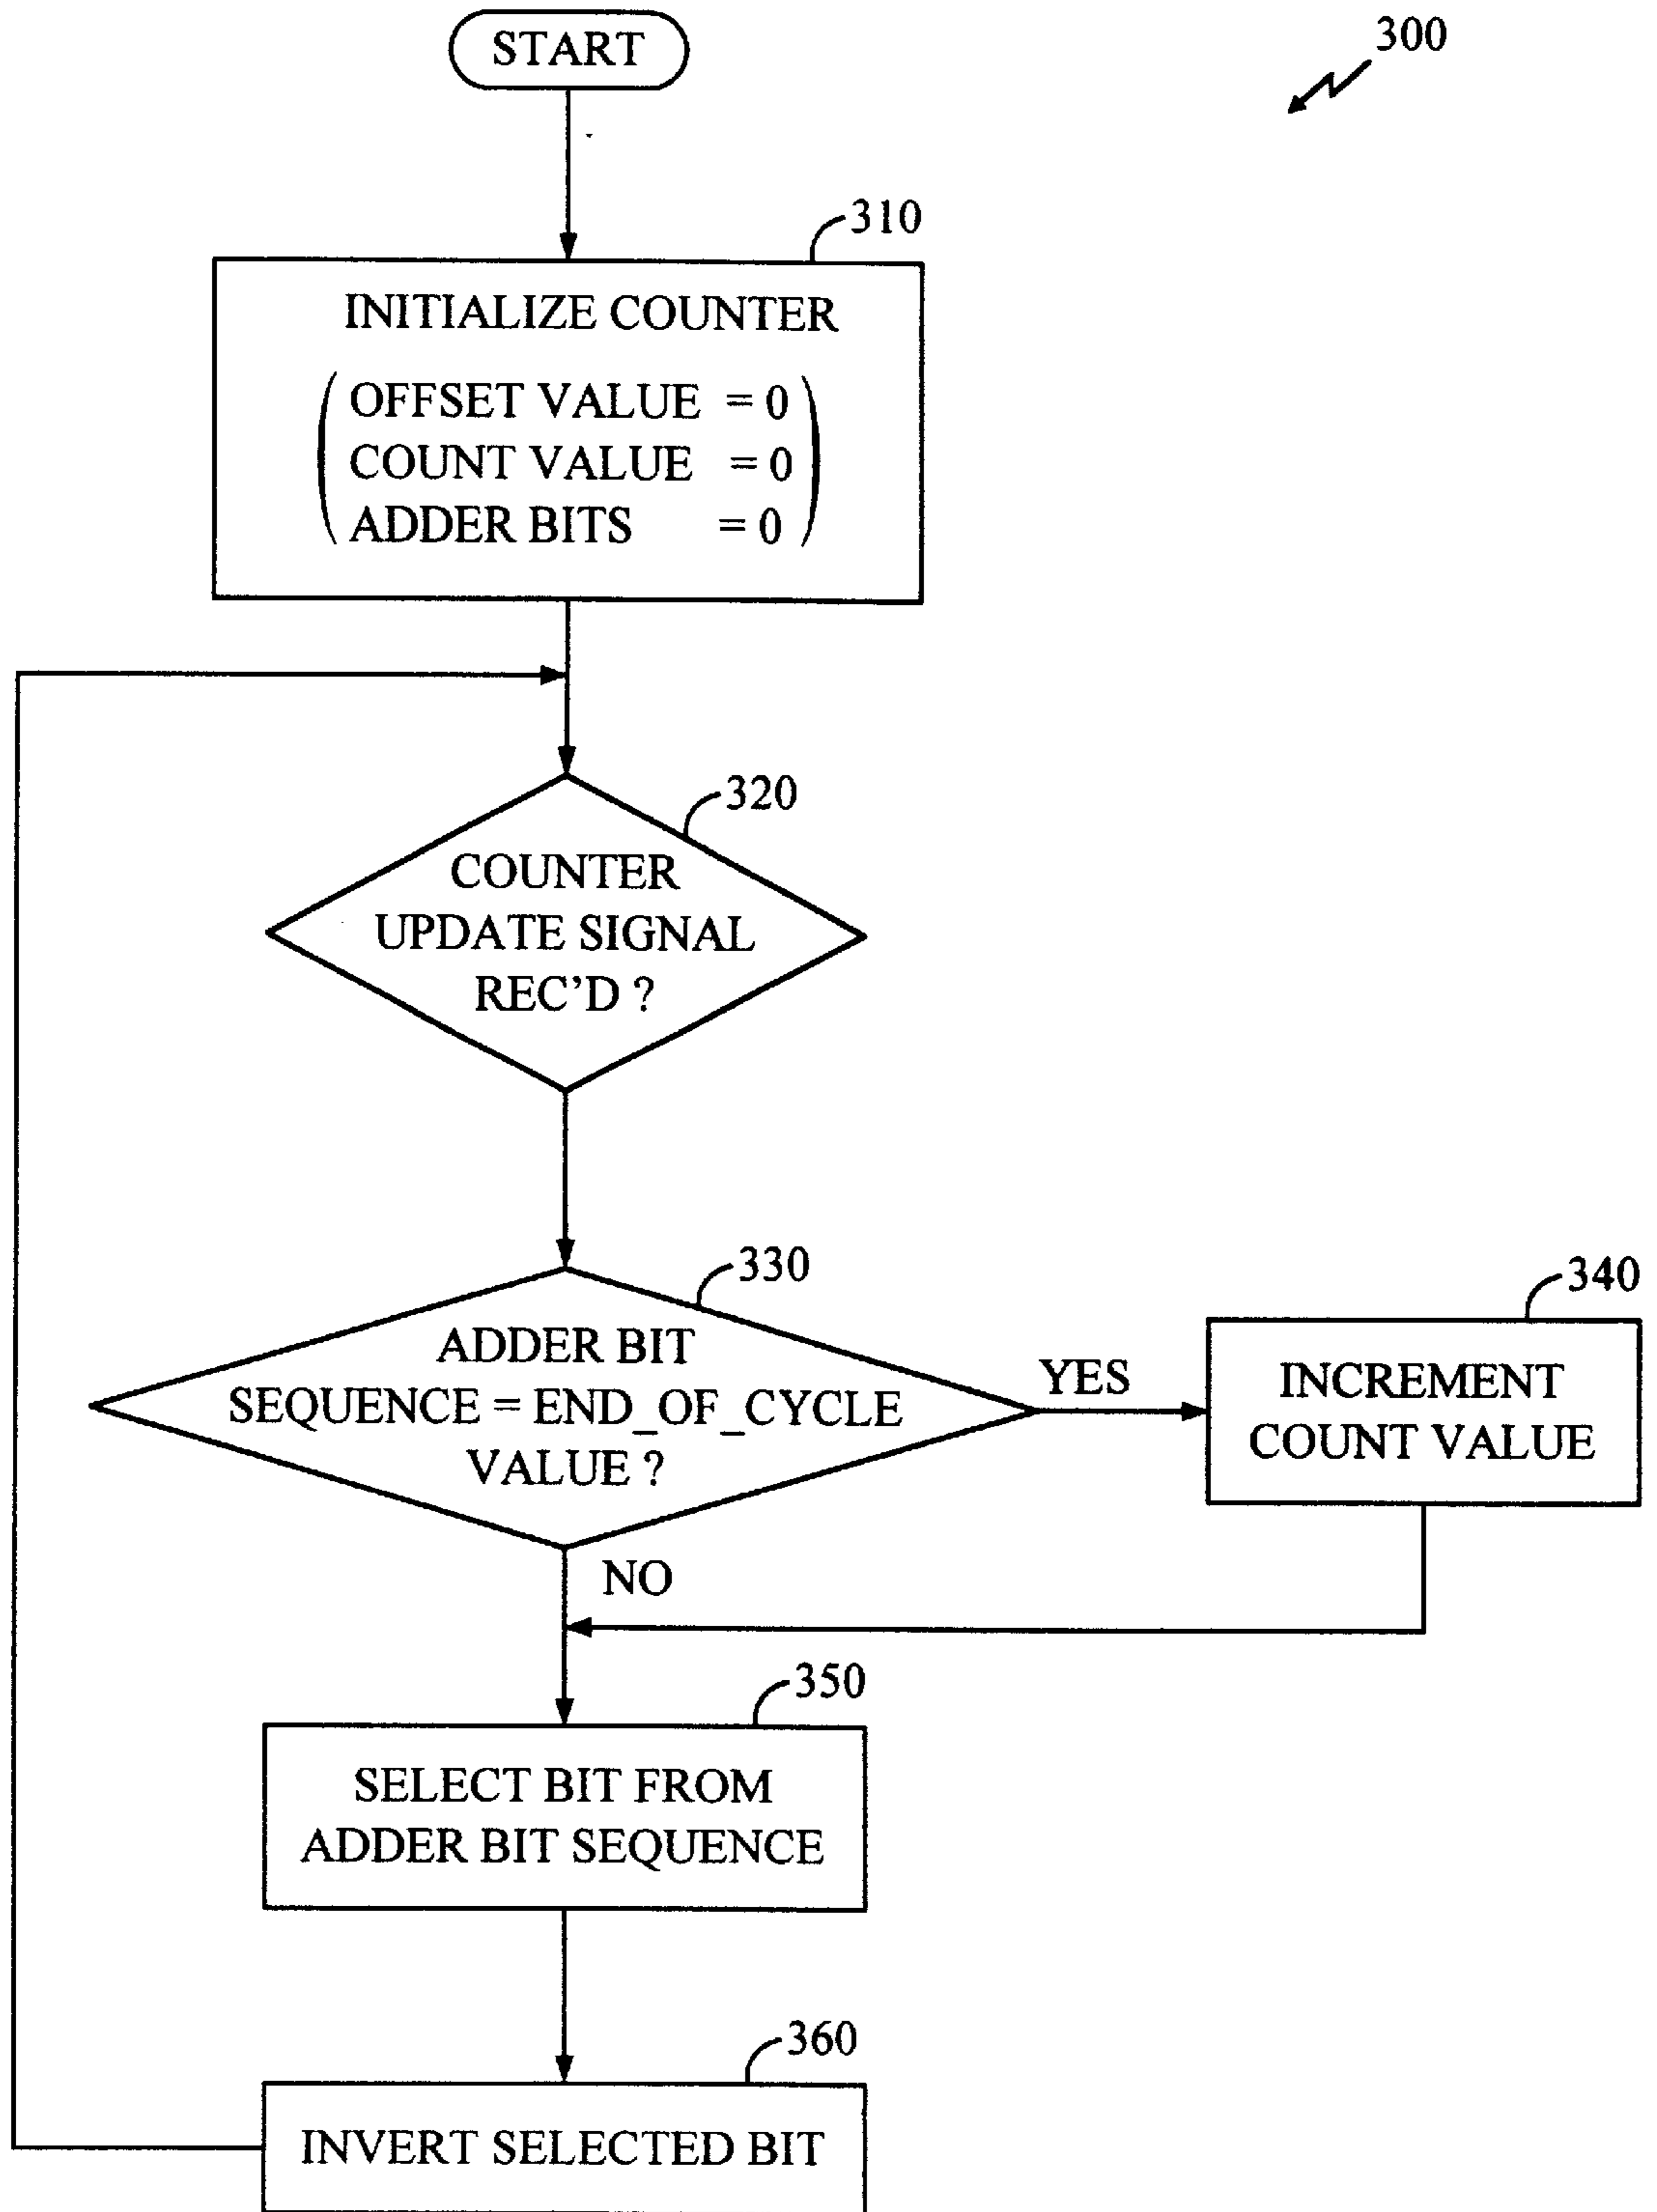 START
300
310
INITIALIZE COUNTER
( OFFSET VALUE = 0 )
COUNT VALUE = 0
ADDER BITS = 0
320
COUNTER
UPDATE SIGNAL
REC'D ?
330
ADDER BIT
SEQUENCE = END_OF_CYCLE
VALUE ?
YES
340
INCREMENT
COUNT VALUE
NO
350
SELECT BIT FROM
ADDER BIT SEQUENCE
360
INVERT SELECTED BIT